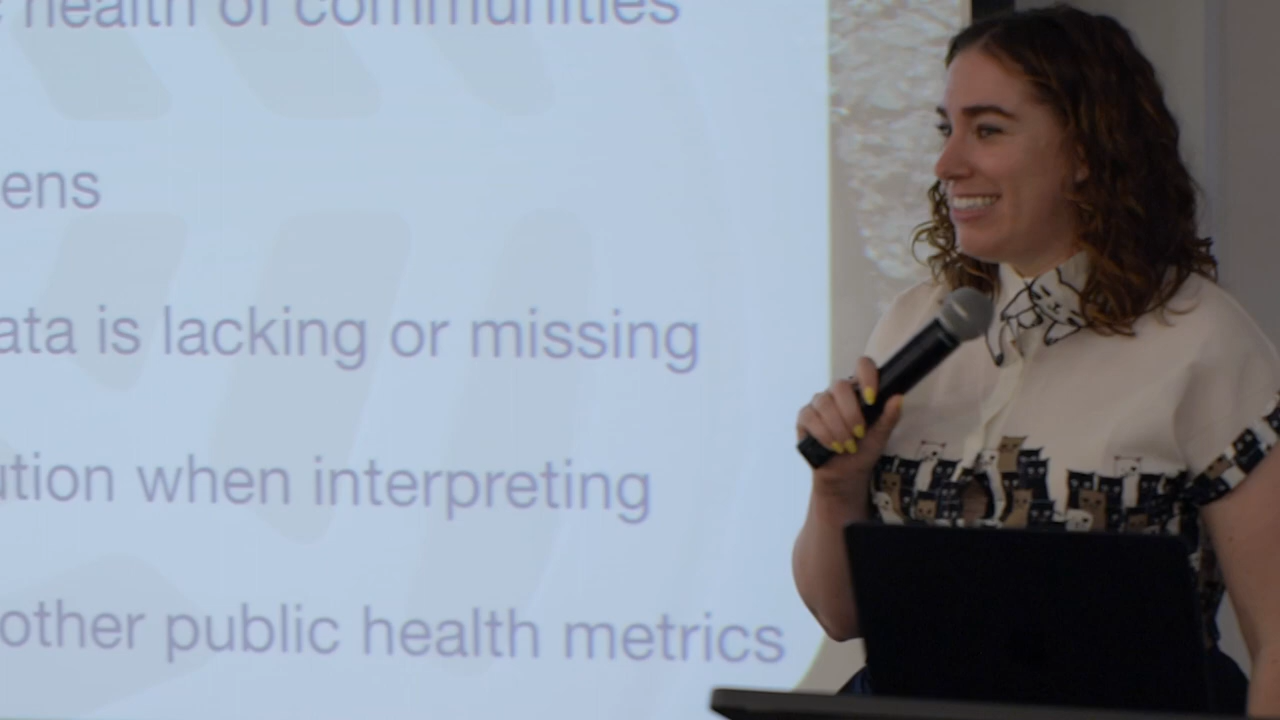 health of communities
ens
ata is lacking or missing
ution when interpreting
other public health metrics